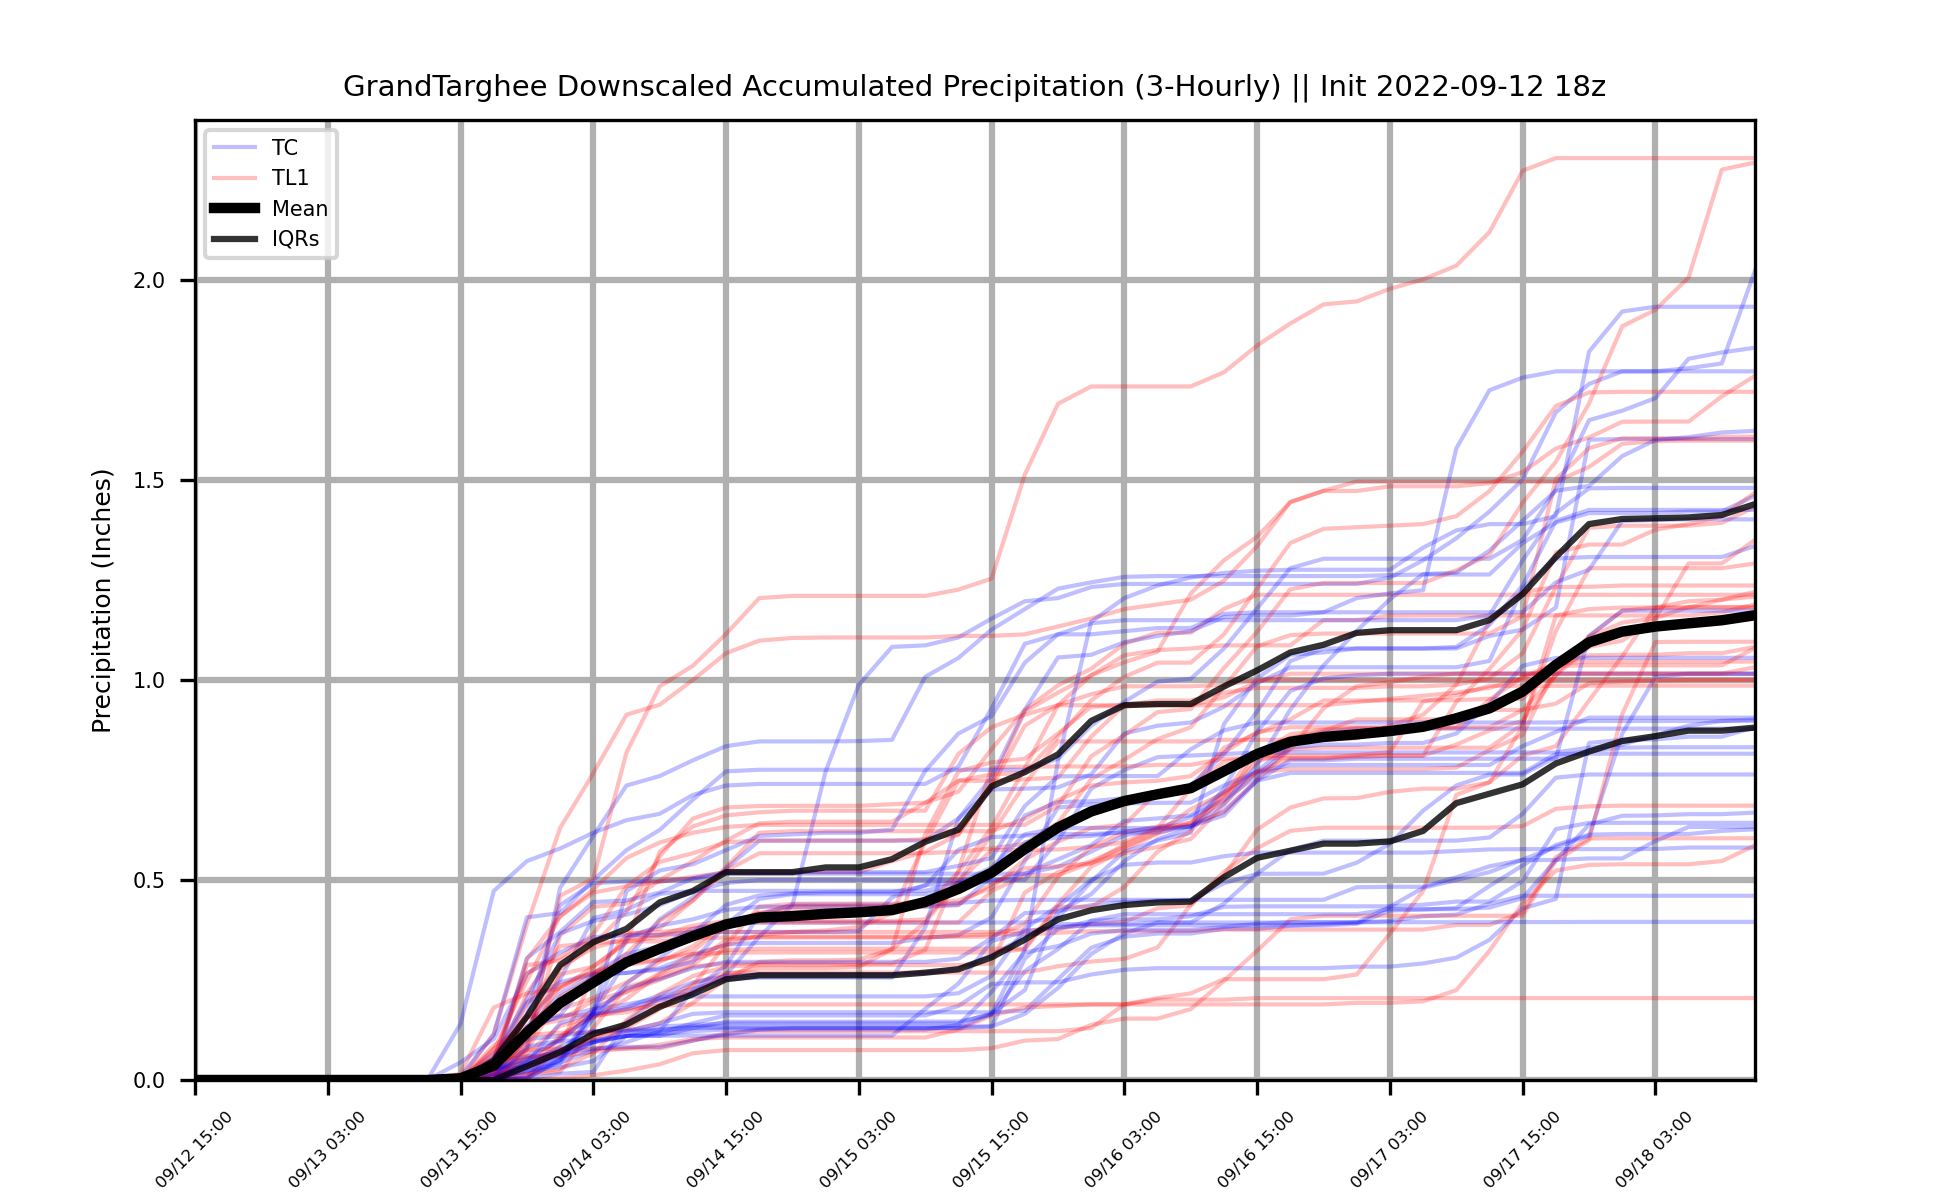 GrandTarghee Downscaled Accumulated Precipitation (3-Hourly) || Init 2022-09-12 18z
TC
TL1
Mean
IQRs
Precipitation (Inches)
2.0
1.5
1.0
0.5
0.0
09/12 15:00
09/13 03:00
09/13 15:00
09/14 03:00
09/14 15:00
09/15 03:00
09/15 15:00
09/16 03:00
09/16 15:00
09/17 03:00
09/17 15:00
09/18 03:00